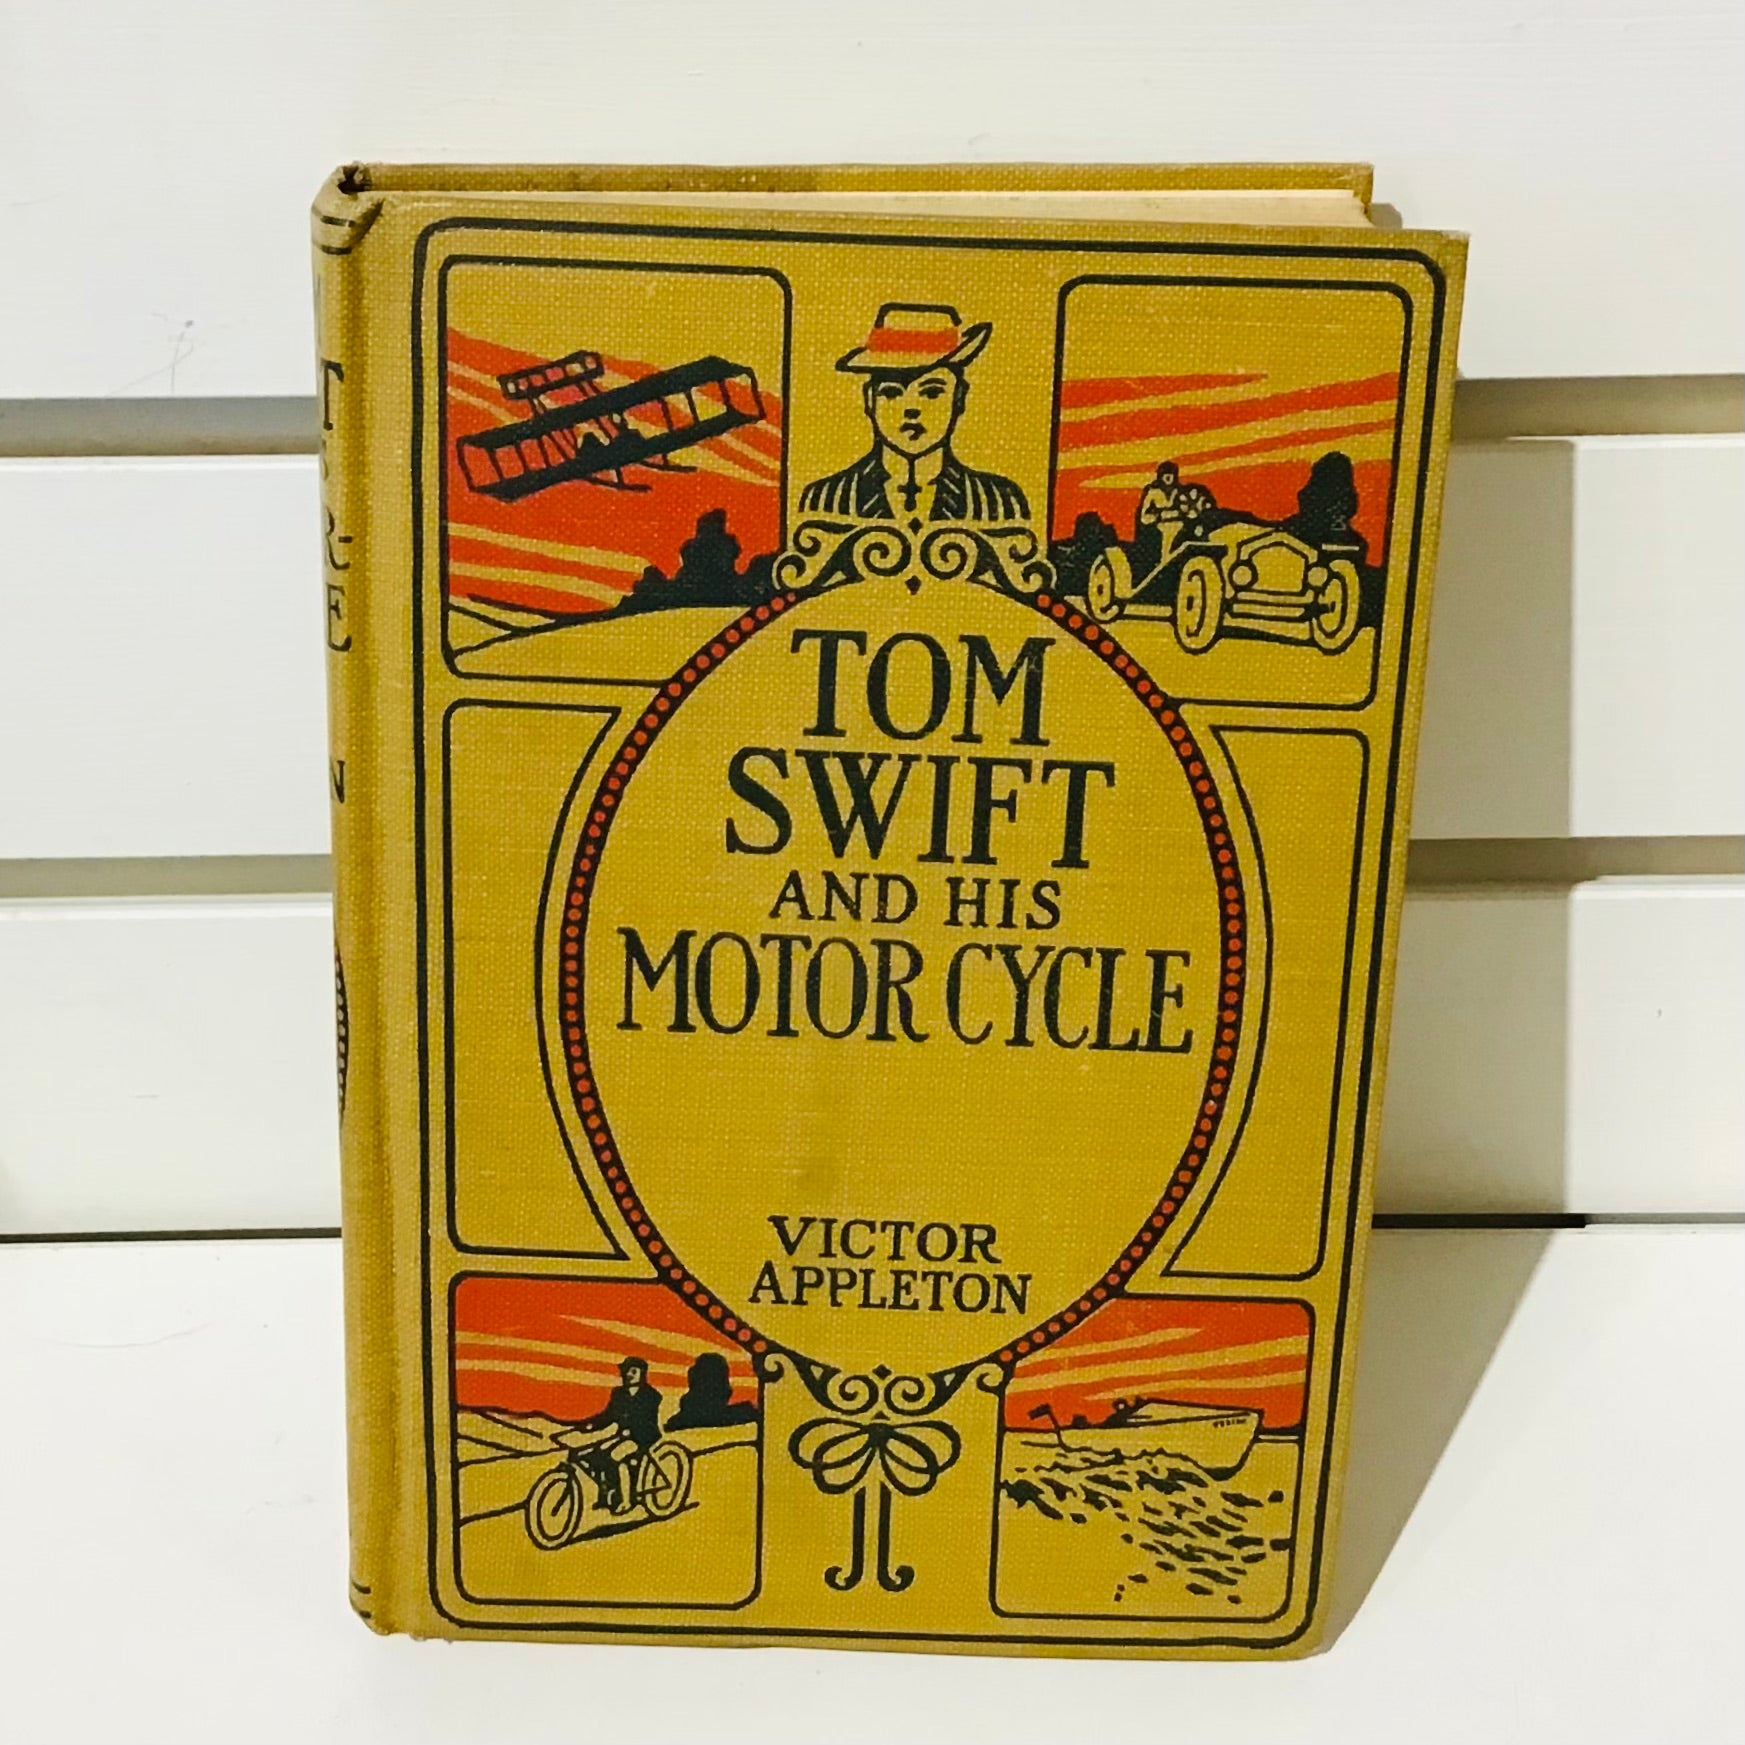 TOM
SWIFT
AND HIS
MOTOR CYCLE
VICTOR
APPLETON